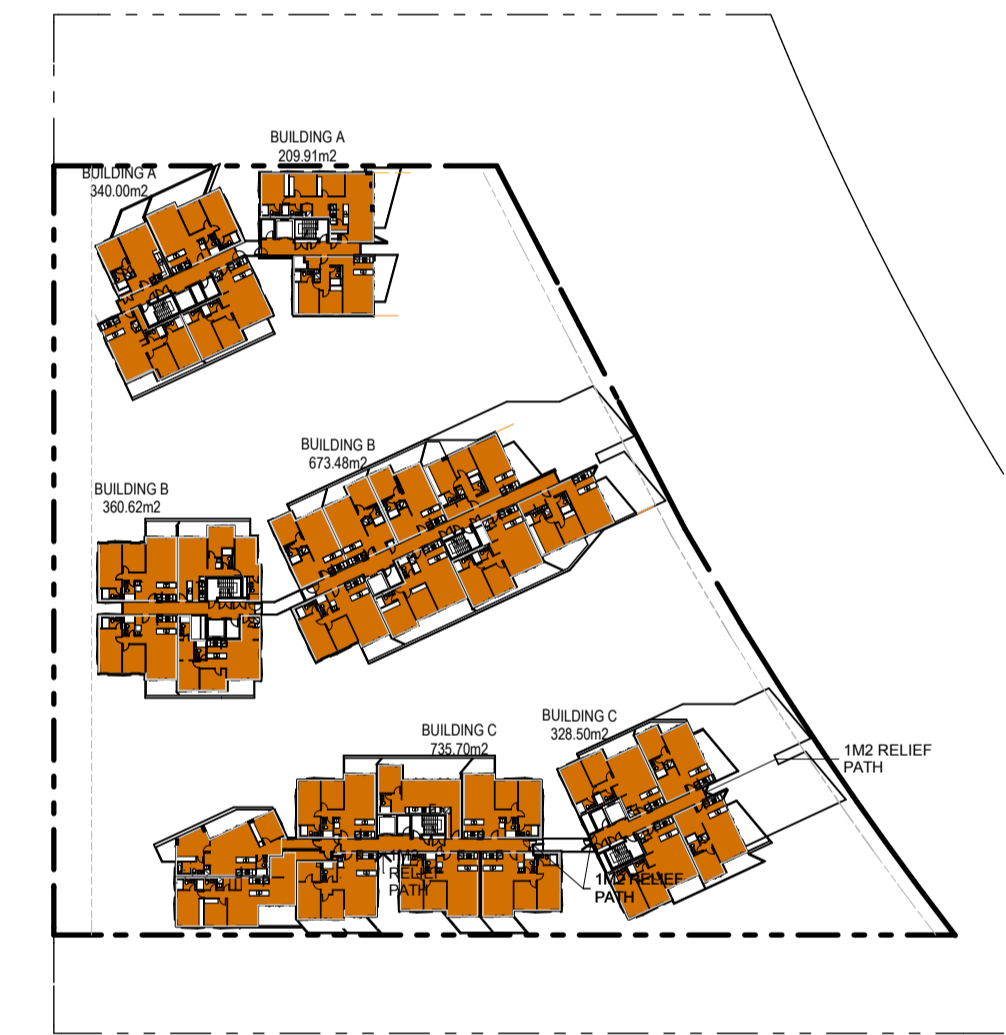 BUILDING A
209.91m2
BUILDING A
340.00m2
BUILDING B
673.48m2
BUILDING B
360.62m2
BUILDING C
735.70m2
BUILDING C
328.50m2
1M2 RELIEF
PATH
RELIEF
PATH
1M2 RELIEF
PATH